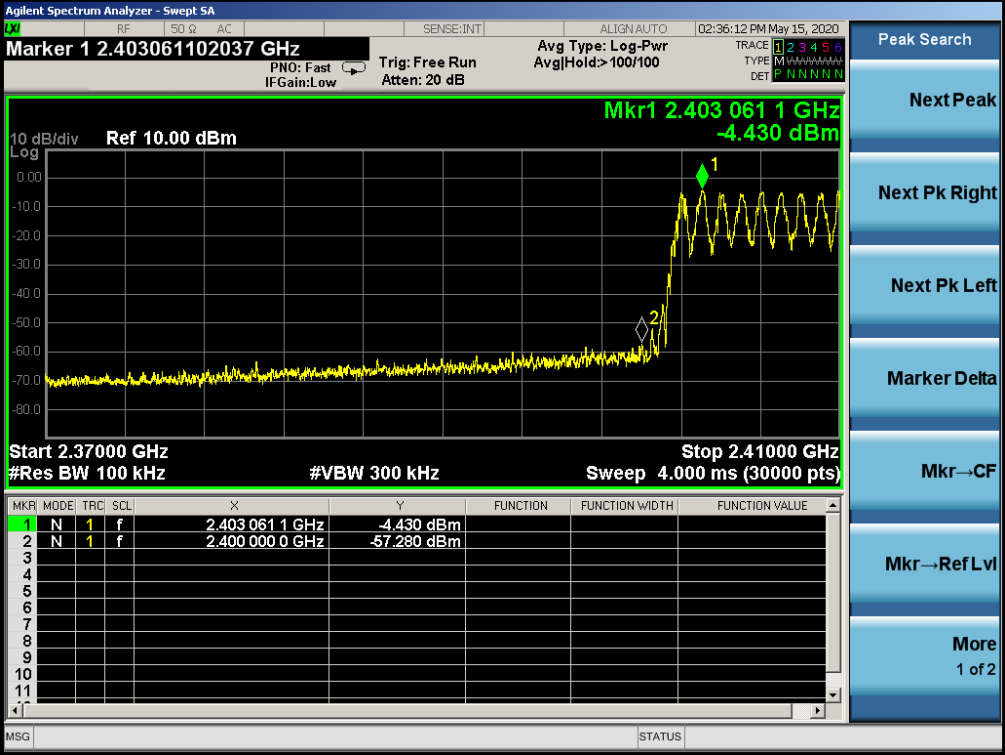 Agilent Spectrum Analyzer - Swept SA
LXI RF 50 Ω AC SENSE:INT ALIGN AUTO 02:36:12 PM May 15, 2020
Marker 1 2.403061102037 GHz
PNO: Fast
IFGain:Low
Trig: Free Run
Atten: 20 dB
Avg Type: Log-Pwr
Avg|Hold:>100/100
TRACE 1 2 3 4 5 6
TYPE M WWWWW
DET P N N N N N
Mkr1 2.403 061 1 GHz
-4.430 dBm
10 dB/div Ref 10.00 dBm
Log
0.00
-10.0
-20.0
-30.0
-40.0
-50.0
-60.0
-70.0
-80.0
1
2
Start 2.37000 GHz Stop 2.41000 GHz
#Res BW 100 kHz #VBW 300 kHz Sweep 4.000 ms (30000 pts)
MKR MODE TRC SCL X Y FUNCTION FUNCTION WIDTH FUNCTION VALUE
1 N 1 f 2.403 061 1 GHz -4.430 dBm
2 N 1 f 2.400 000 0 GHz -57.280 dBm
3
4
5
6
7
8
9
10
11
MSG STATUS
Peak Search
Next Peak
Next Pk Right
Next Pk Left
Marker Delta
Mkr→CF
Mkr→Ref Lvl
More
1 of 2